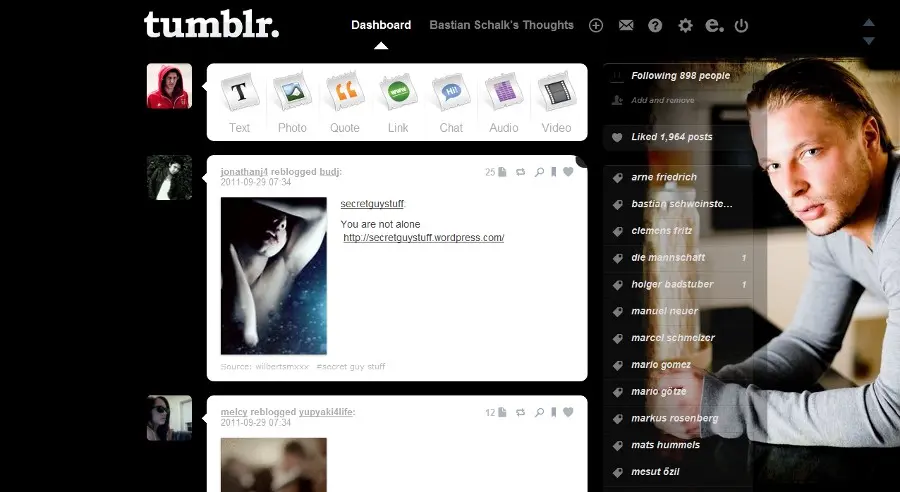 tumblr.
Dashboard
Bastian Schalk's Thoughts
Following 898 people
Add and remove
Liked 1,964 posts
T
Hi!
Text
Photo
Quote
Link
Chat
Audio
Video
jonathanj4 reblogged budj:
25
2011-09-29 07:34
secretguystuff:
You are not alone
http://secretguystuff.wordpress.com/
Source: wilbertsmxxx #secret guy stuff
melcy reblogged yupyaki4life:
12
2011-09-29 07:34
arne friedrich
bastian schweinste...
clemens fritz
die mannschaft 1
holger badstuber 1
manuel neuer
marcel schmelzer
mario gomez
mario götze
markus rosenberg
mats hummels
mesut özil